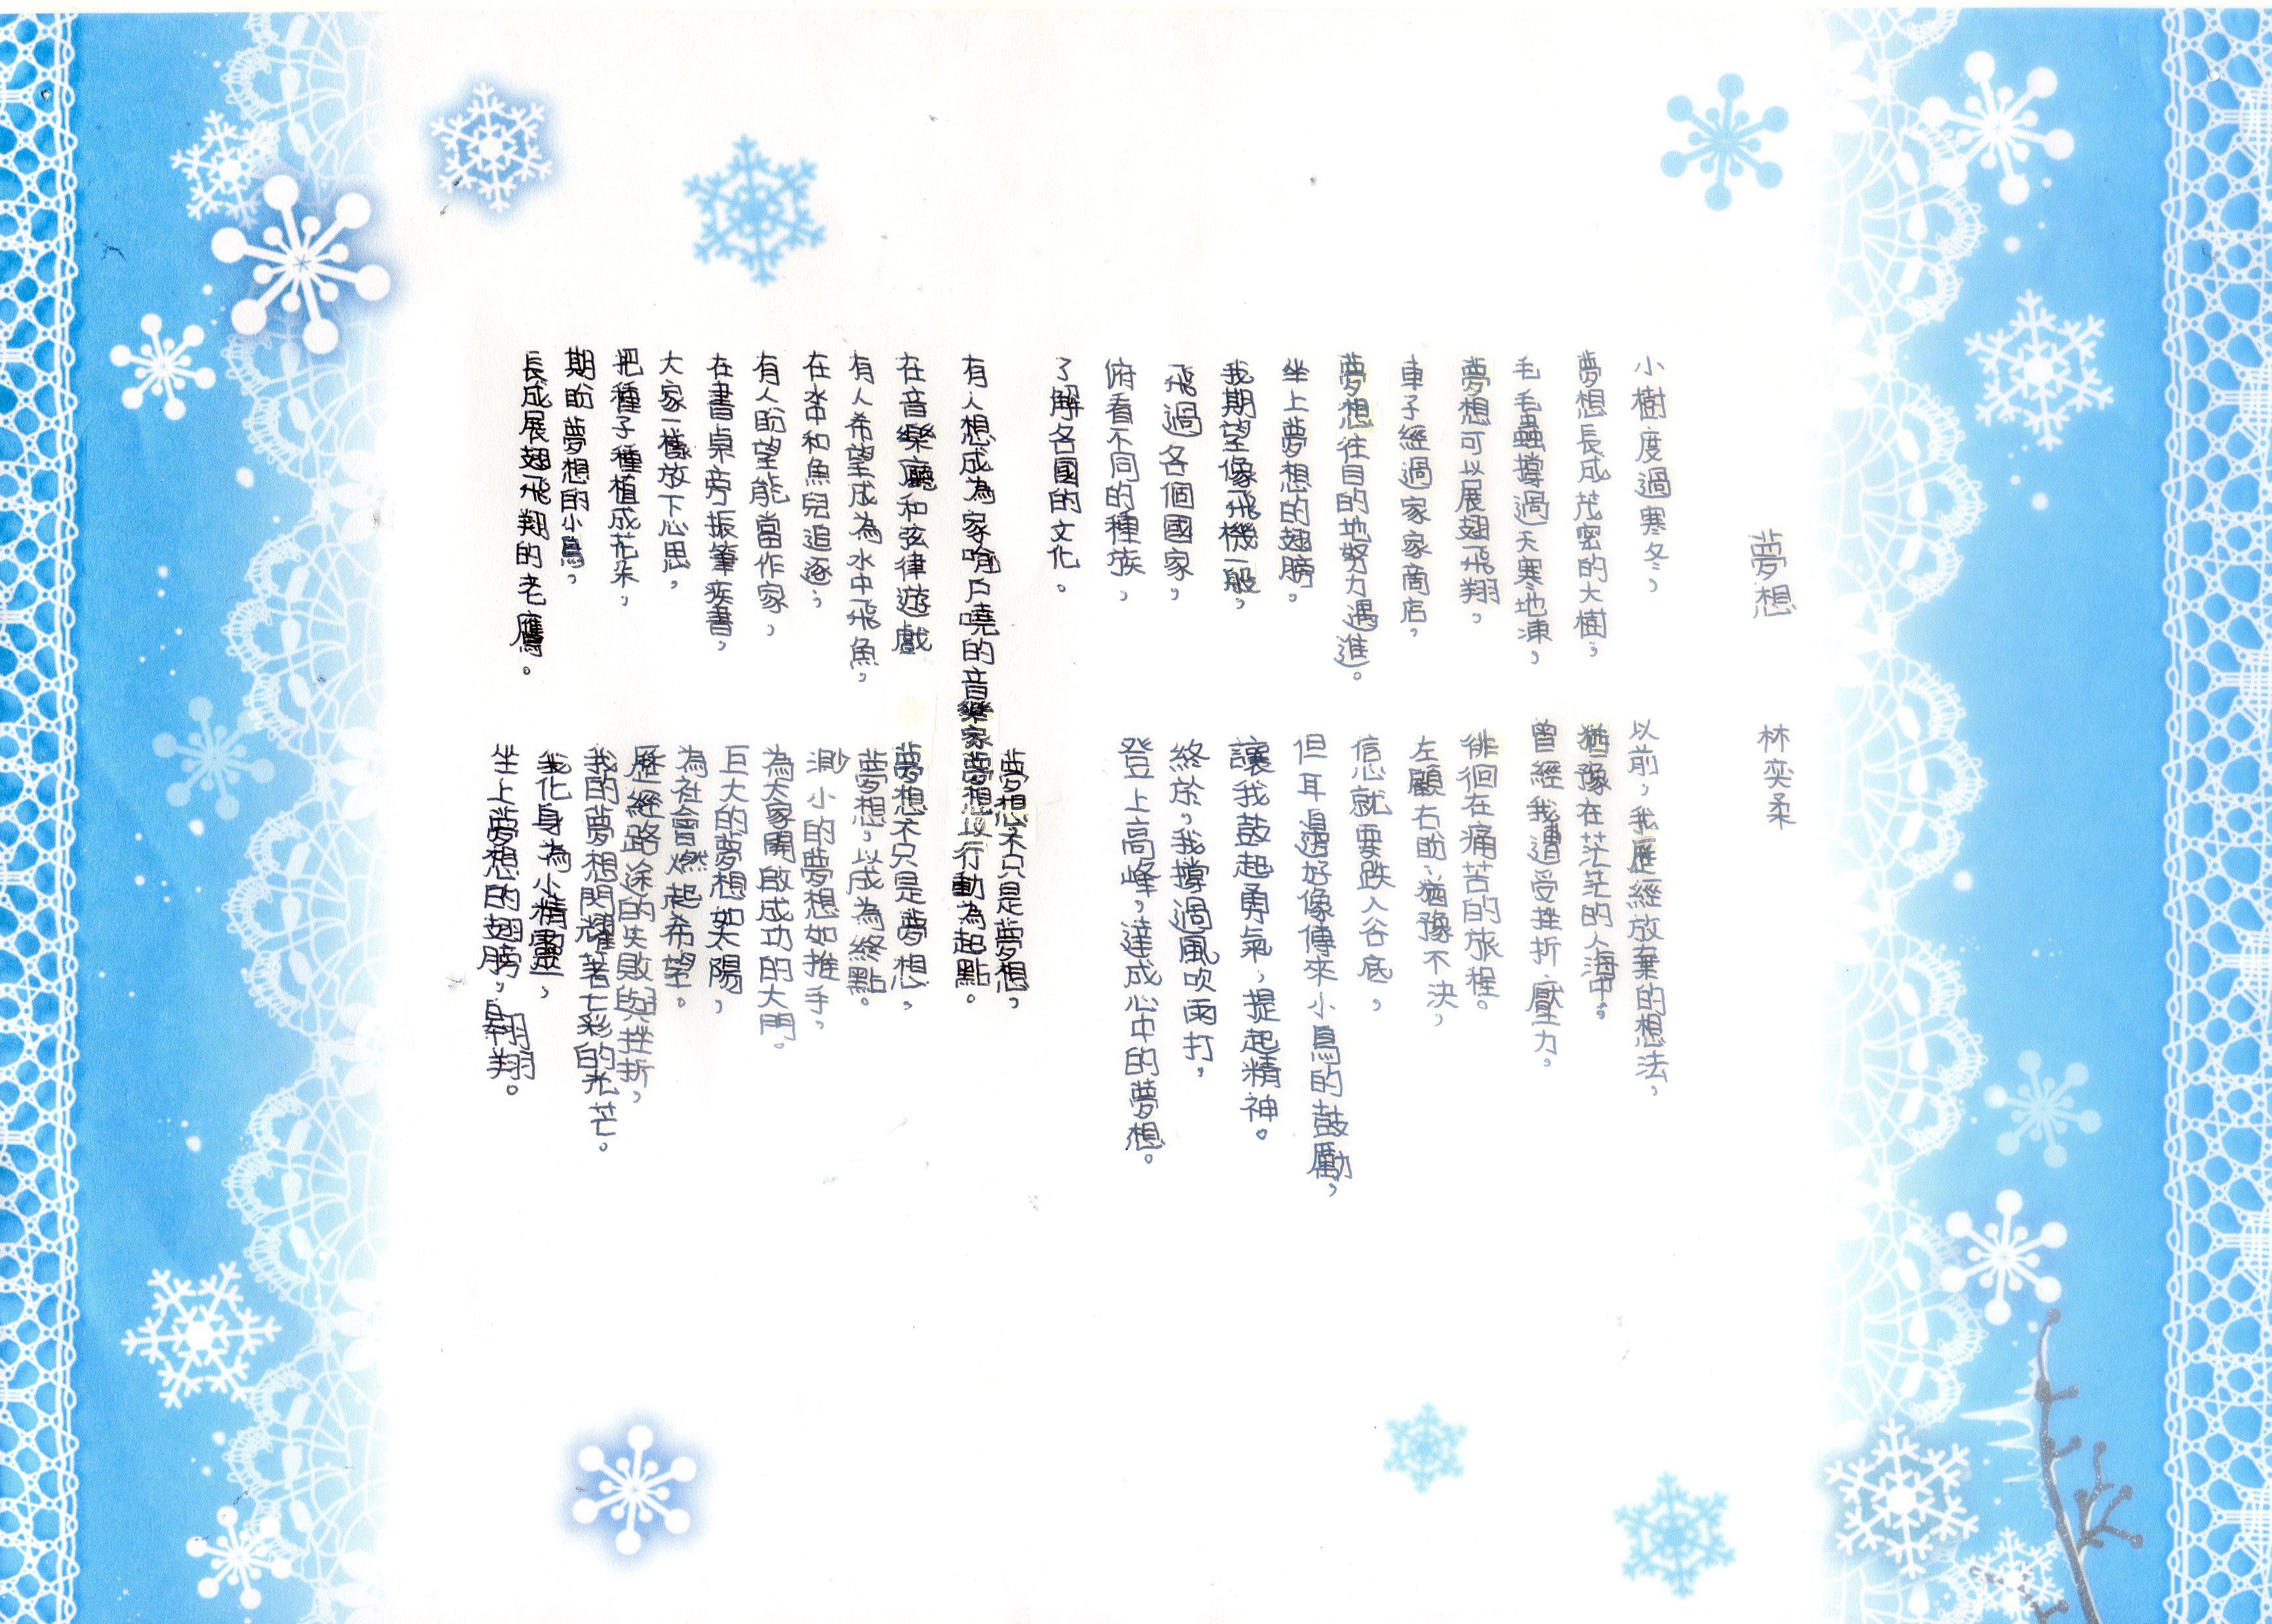 夢想
林奕柔
小樹度過寒冬，
夢想長成茂密的大樹；
毛毛蟲撐過天寒地凍，
夢想可以展翅飛翔，
車子經過家家商店，
夢想往目的地努力邁進。
坐上夢想的翅膀，
我期望像飛機一般，
飛過各個國家，
俯看不同的種族，
了解各國的文化。
以前，我歷經放棄的想法，
猶豫在茫茫的人海中。
曾經我遭受挫折、壓力，
徘徊在痛苦的旅程。
左顧右盼、猶豫不決，
信心就要跌入谷底，
但耳邊好像傳來小鳥的鼓勵，
讓我鼓起勇氣，提起精神。
終於，我撐過風吹雨打，
登上高峰，達成心中的夢想。
有人想成為家喻戶曉的音樂家
在音樂廳和弦律遊戲
有人希望成為水中飛魚，
在水中和魚兒追逐；
有人盼望能當作家，
在書桌旁振筆疾書，
大家一樣放下心思，
把種子種植成花朵，
期盼夢想的小鳥，
長成展翅飛翔的老鷹。
夢想不只是夢想，
夢想以行動為起點。
夢想不只是夢想，
夢想，以成為終點。
渺小的夢想如推手，
為大家開啟成功的大門。
巨大的夢想如太陽，
為社會燃起希望。
歷經路途的失敗與挫折，
我的夢想閃耀著七彩的光芒。
我化身為小精靈，
坐上夢想的翅膀，翱翔。